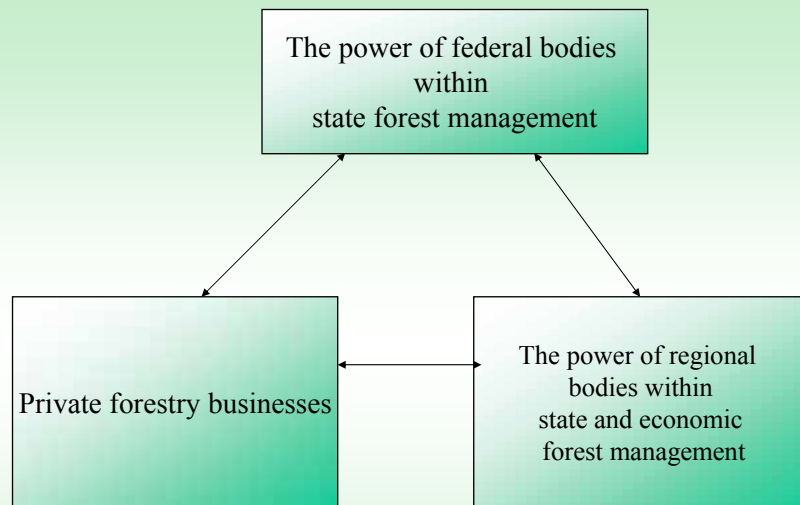 The power of federal bodies
within
state forest management
Private forestry businesses
The power of regional
bodies within
state and economic
forest management